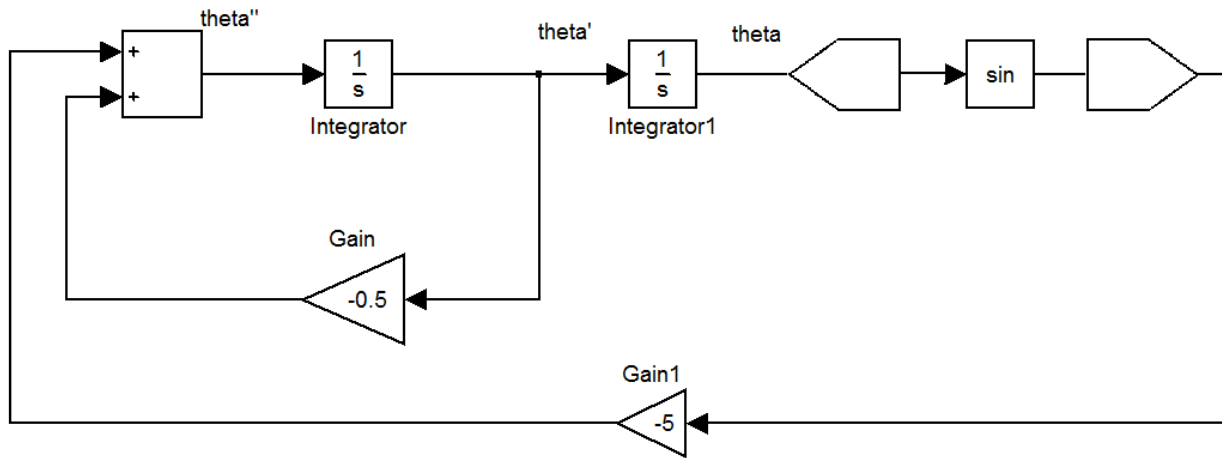 theta''
theta'
theta
+
+
1
s
Integrator
1
s
Integrator1
sin
Gain
-0.5
Gain1
-5